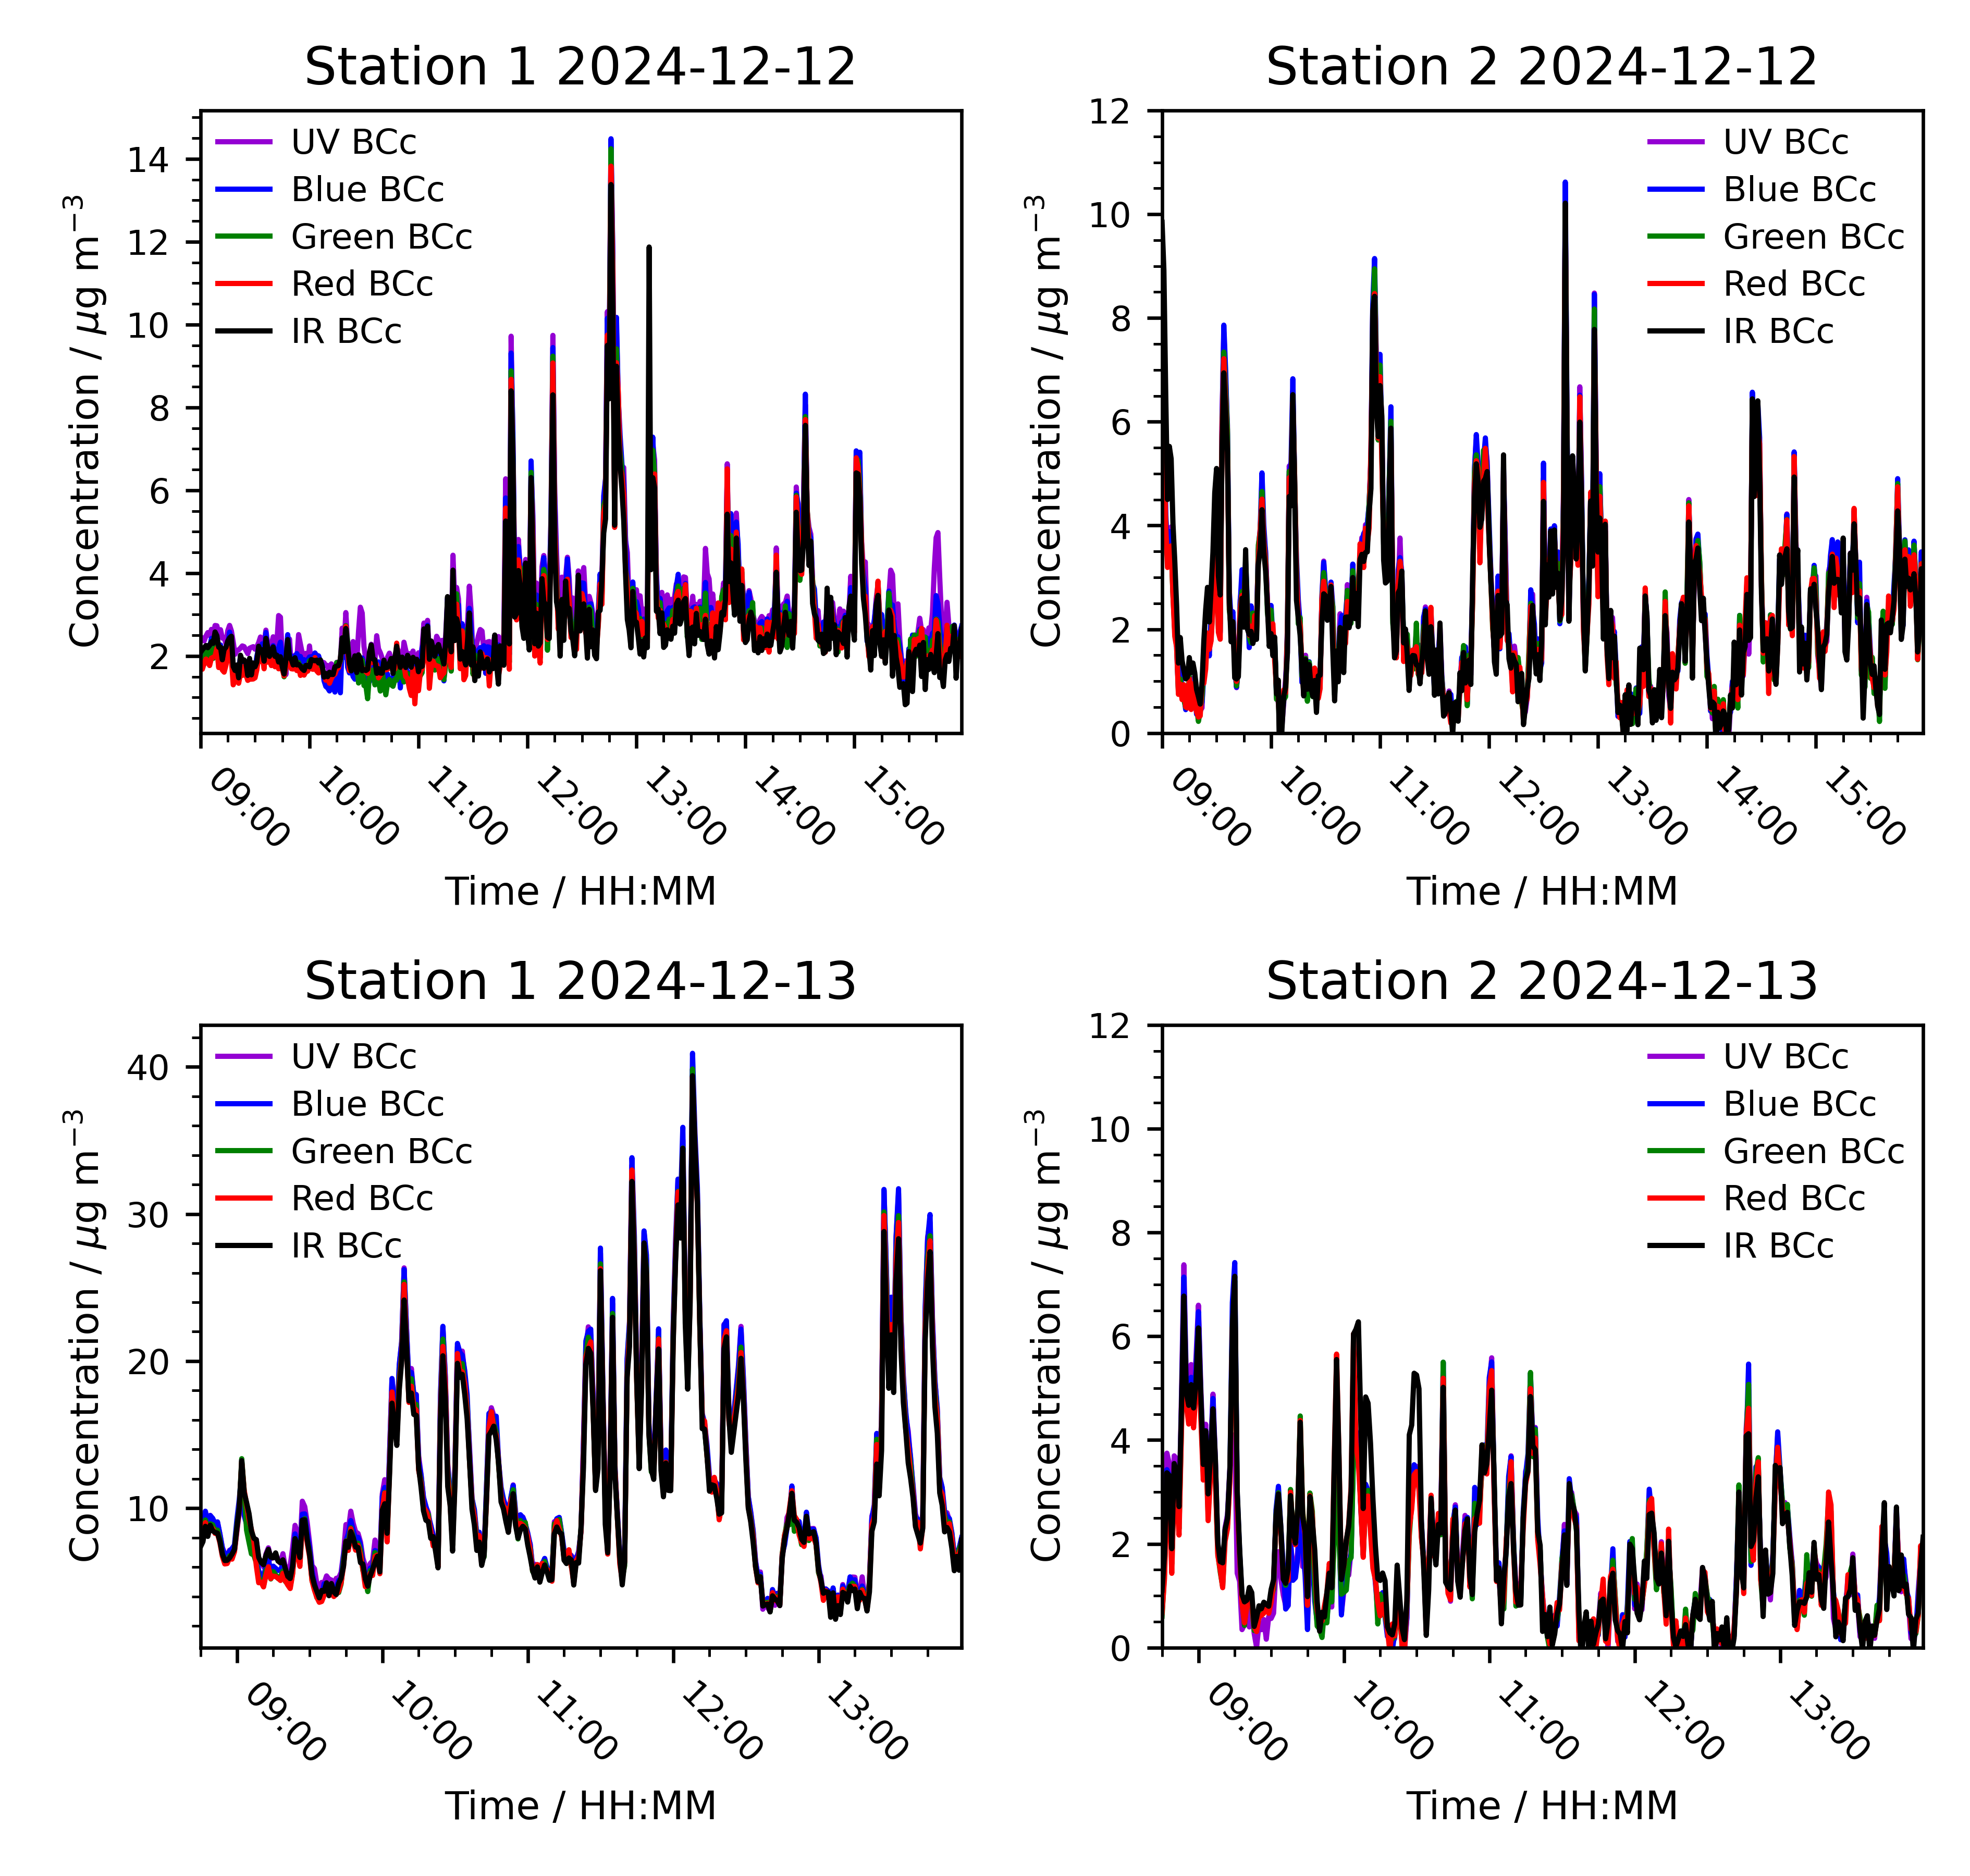 Station 1 2024-12-12
Concentration / μg m⁻³
14
12
10
8
6
4
2
UV BCc
Blue BCc
Green BCc
Red BCc
IR BCc
09:00 10:00 11:00 12:00 13:00 14:00 15:00
Time / HH:MM
Station 2 2024-12-12
Concentration / μg m⁻³
12
10
8
6
4
2
0
UV BCc
Blue BCc
Green BCc
Red BCc
IR BCc
09:00 10:00 11:00 12:00 13:00 14:00 15:00
Time / HH:MM
Station 1 2024-12-13
Concentration / μg m⁻³
40
30
20
10
UV BCc
Blue BCc
Green BCc
Red BCc
IR BCc
09:00 10:00 11:00 12:00 13:00
Time / HH:MM
Station 2 2024-12-13
Concentration / μg m⁻³
12
10
8
6
4
2
0
UV BCc
Blue BCc
Green BCc
Red BCc
IR BCc
09:00 10:00 11:00 12:00 13:00
Time / HH:MM